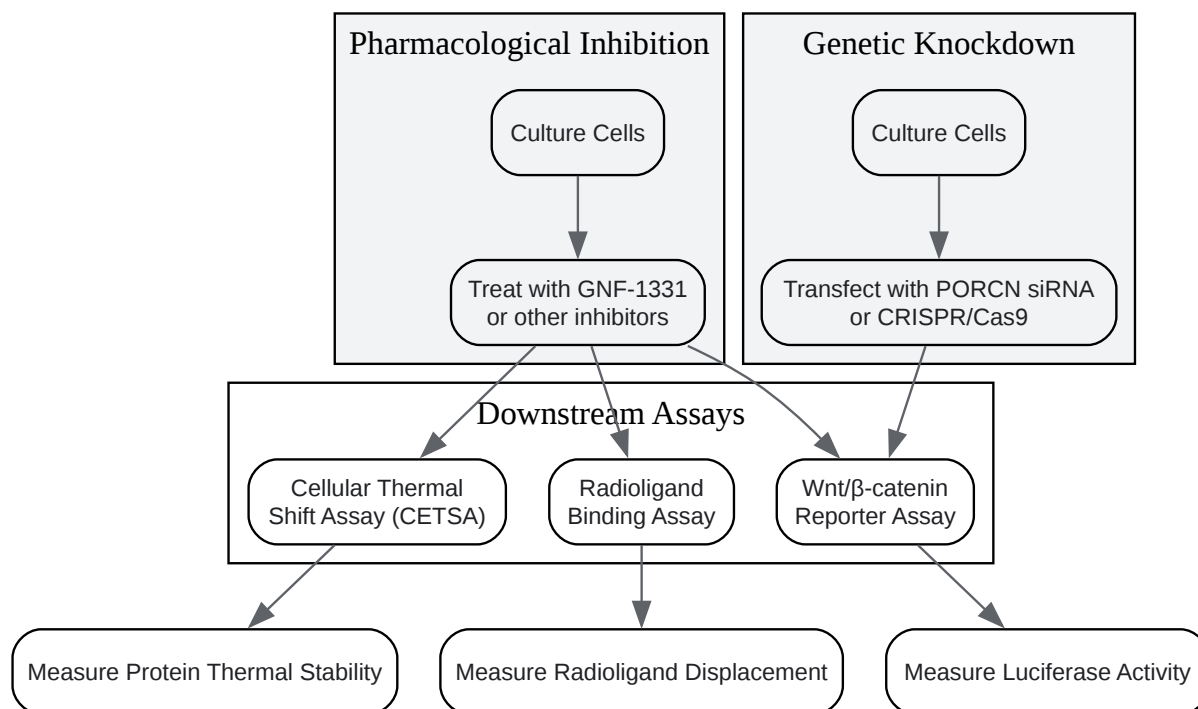 Pharmacological Inhibition
Genetic Knockdown
Culture Cells
Culture Cells
Treat with GNF-1331
or other inhibitors
Transfect with PORCN siRNA
or CRISPR/Cas9
Downstream Assays
Cellular Thermal
Shift Assay (CETSA)
Radioligand
Binding Assay
Wnt/β-catenin
Reporter Assay
Measure Protein Thermal Stability
Measure Radioligand Displacement
Measure Luciferase Activity